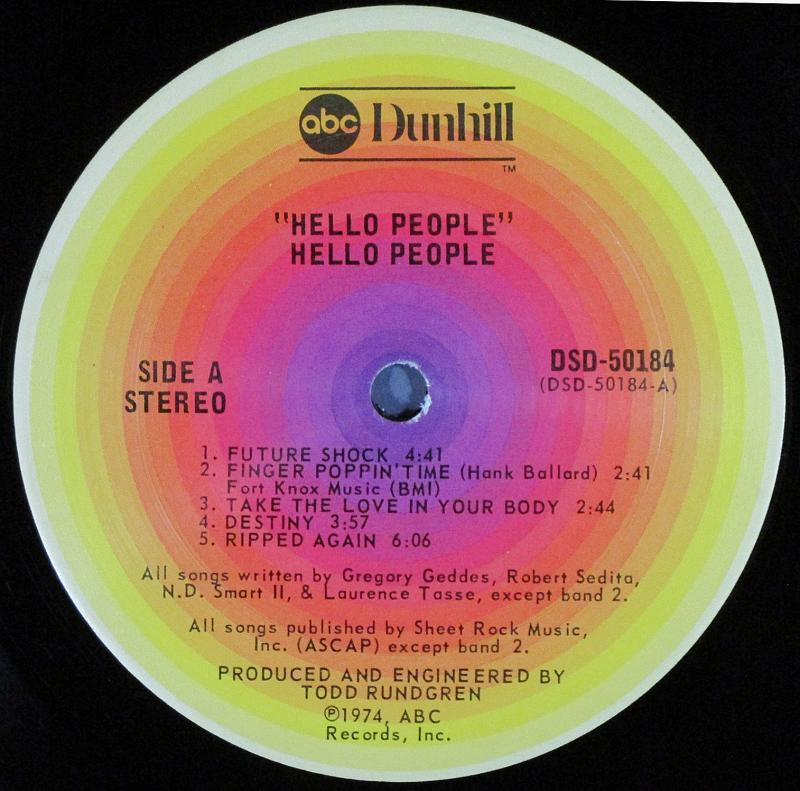 abc Dunhill
TM
"HELLO PEOPLE"
HELLO PEOPLE
SIDE A
STEREO
DSD-50184
(DSD-50184-A)
1. FUTURE SHOCK 4:41
2. FINGER POPPIN' TIME (Hank Ballard) 2:41
Fort Knox Music (BMI)
3. TAKE THE LOVE IN YOUR BODY 2:44
4. DESTINY 3:57
5. RIPPED AGAIN 6:06
All songs written by Gregory Geddes, Robert Sedita,
N.D. Smart II, & Laurence Tasse, except band 2.
All songs published by Sheet Rock Music,
Inc. (ASCAP) except band 2.
PRODUCED AND ENGINEERED BY
TODD RUNDGREN
℗1974, ABC
Records, Inc.